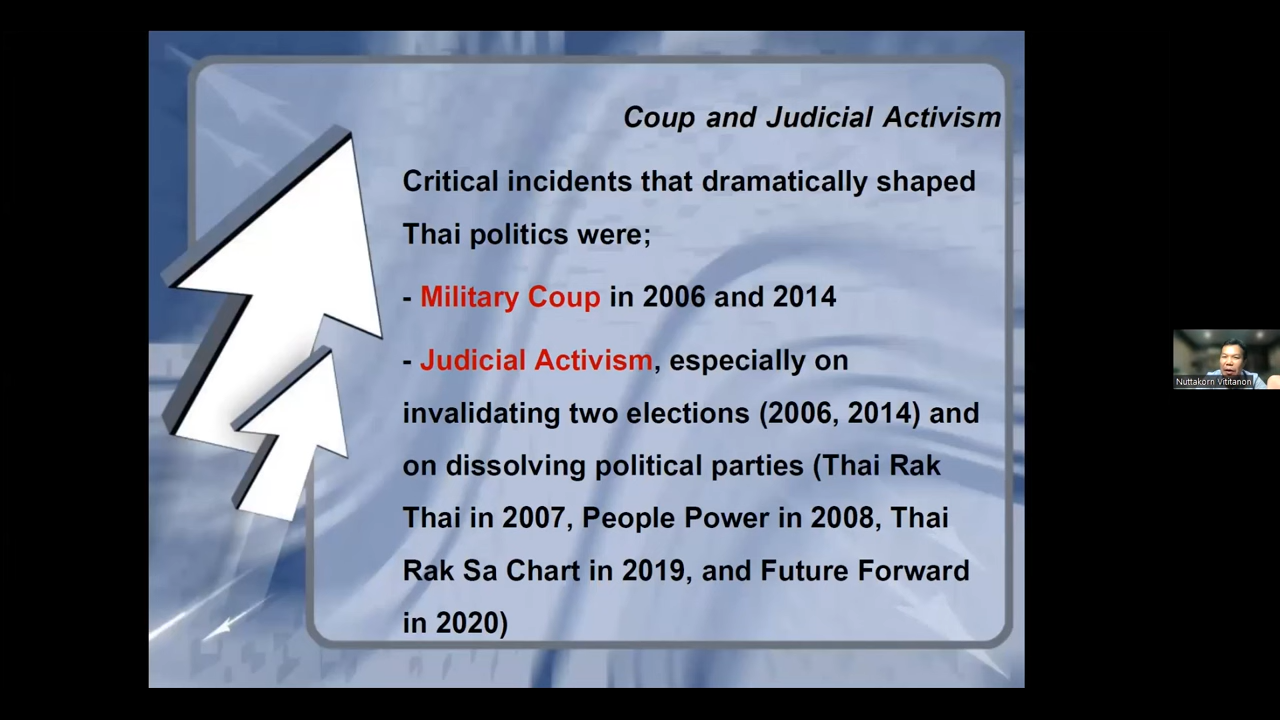 Coup and Judicial Activism
Critical incidents that dramatically shaped
Thai politics were;
- Military Coup in 2006 and 2014
- Judicial Activism, especially on
invalidating two elections (2006, 2014) and
on dissolving political parties (Thai Rak
Thai in 2007, People Power in 2008, Thai
Rak Sa Chart in 2019, and Future Forward
in 2020)
Nuttakorn Vititanon